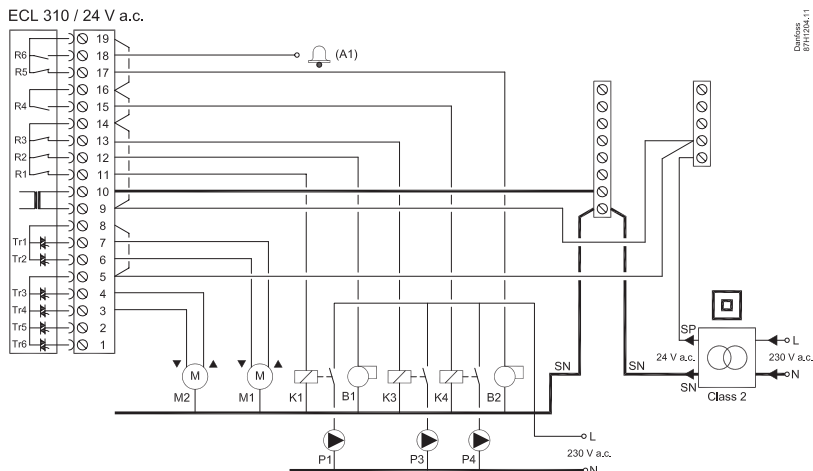 ECL 310 / 24 V a.c.
Danfoss
87H1204.11
19
R6 18 (A1)
R5 17
16
R4 15
14
R3 13
R2 12
R1 11
10
9
8
Tr1 7
Tr2 6
5
Tr3 4
Tr4 3
Tr5 2
Tr6 1
SP
L
24 V a.c. 230 V a.c.
SN SN N
SN
Class 2
M M
M2 M1 K1 B1 K3 K4 B2
L
230 V a.c.
P1 P3 P4
N